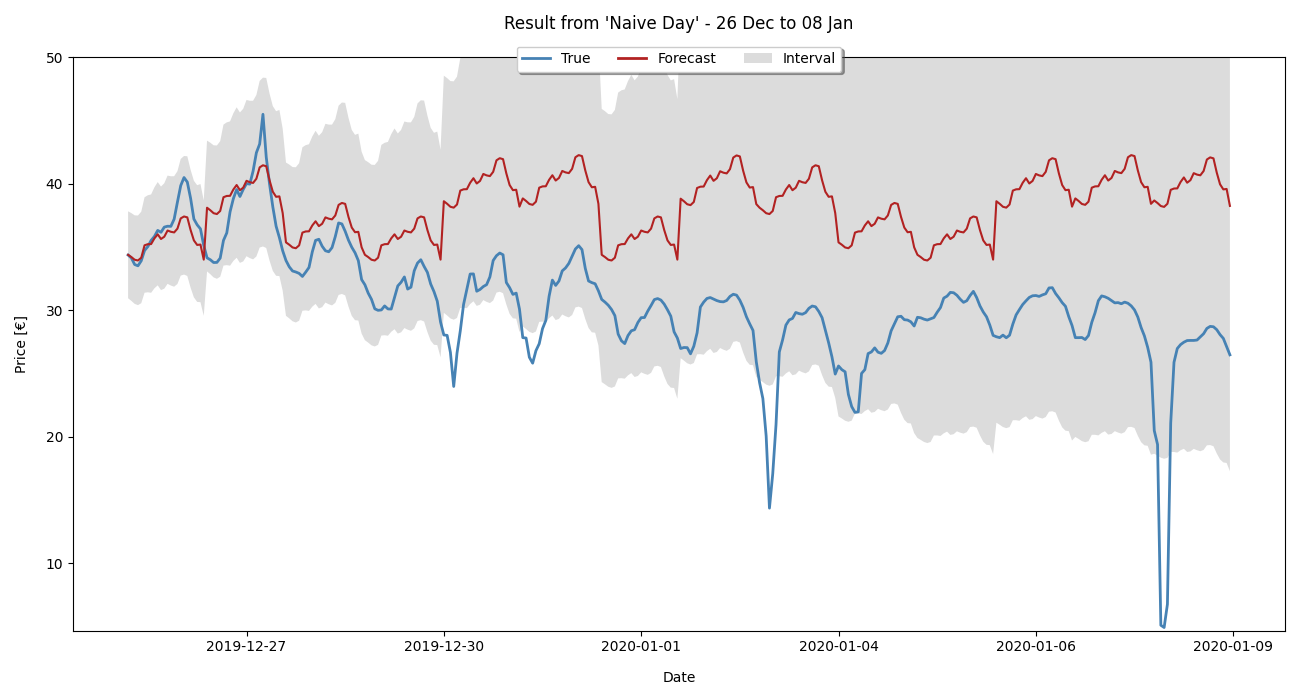 Result from 'Naive Day' - 26 Dec to 08 Jan
True Forecast Interval
50
40
30
20
10
Price [€]
2019-12-27 2019-12-30 2020-01-01 2020-01-04 2020-01-06 2020-01-09
Date